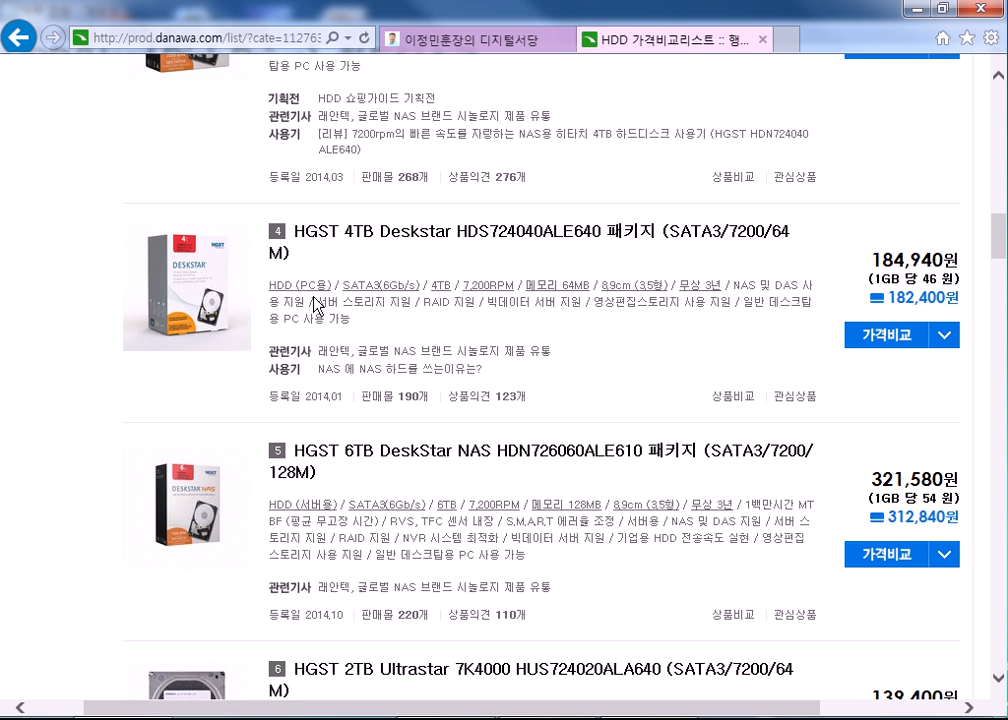 http://prod.danawa.com/list/?cate=11276
이정민훈장의 디지털서당
HDD 가격비교리스트 :: 행...
탑용 PC 사용 가능
기획전 HDD 쇼핑가이드 기획전
관련기사 래안텍, 글로벌 NAS 브랜드 시놀로지 제품 유통
사용기 [리뷰] 7200rpm의 빠른 속도를 자랑하는 NAS용 히타치 4TB 하드디스크 사용기 (HGST HDN724040
ALE640)
등록일 2014.03 판매몰 268개 상품의견 276개 상품비교 관심상품
4 HGST 4TB Deskstar HDS724040ALE640 패키지 (SATA3/7200/64
M)
HDD (PC용) / SATA3(6Gb/s) / 4TB / 7,200RPM / 메모리 64MB / 8.9cm (3.5형) / 무상 3년 / NAS 및 DAS 사
용 지원 / 서버 스토리지 지원 / RAID 지원 / 빅데이터 서버 지원 / 영상편집스토리지 사용 지원 / 일반 데스크탑
용 PC 사용 가능
184,940원
(1GB 당 46 원)
182,400원
가격비교
관련기사 래안텍, 글로벌 NAS 브랜드 시놀로지 제품 유통
사용기 NAS 에 NAS 하드를 쓰는이유는?
등록일 2014.01 판매몰 190개 상품의견 123개 상품비교 관심상품
DESKSTAR
5 HGST 6TB DeskStar NAS HDN726060ALE610 패키지 (SATA3/7200/
128M)
HDD (서버용) / SATA3(6Gb/s) / 6TB / 7,200RPM / 메모리 128MB / 8.9cm (3.5형) / 무상 3년 / 1백만시간 MT
BF (평균 무고장 시간) / RVS, TFC 센서 내장 / S.M.A.R.T 에러율 조정 / 서버용 / NAS 및 DAS 지원 / 서버 스
토리지 지원 / RAID 지원 / NVR 시스템 최적화 / 빅데이터 서버 지원 / 기업용 HDD 전송속도 실현 / 영상편집
스토리지 사용 지원 / 일반 데스크탑용 PC 사용 가능
321,580원
(1GB 당 54 원)
312,840원
가격비교
관련기사 래안텍, 글로벌 NAS 브랜드 시놀로지 제품 유통
등록일 2014.10 판매몰 220개 상품의견 110개 상품비교 관심상품
DESKSTAR NAS
6 HGST 2TB Ultrastar 7K4000 HUS724020ALA640 (SATA3/7200/64
M)
139,400원